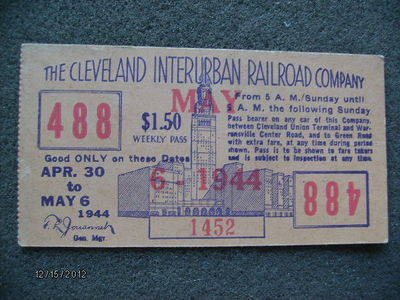 THE CLEVELAND INTERURBAN RAILROAD COMPANY
488
MAY
$1.50
WEEKLY PASS
From 5 A. M. Sunday until
5 A. M. the following Sunday
Pass bearer on any car of this Company,
between Cleveland Union Terminal and War-
rensville Center Road, and to Green Road
with extra fare, at any time during period
shown. Pass is to be shown to fare takers
and is subject to inspection at any time.
Good ONLY on these Dates
APR. 30
to
MAY 6
1944
6 - 1944
Gen. Mgr.
1452
488
12/15/2012